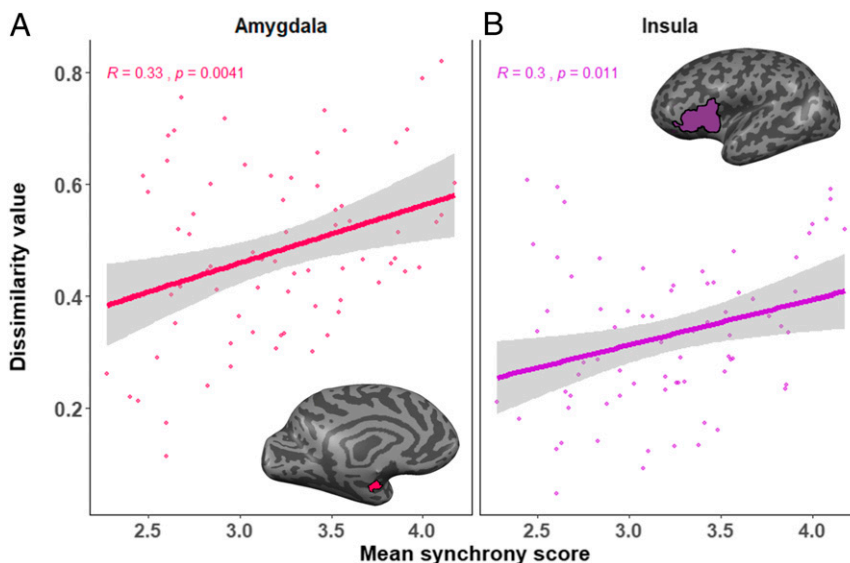 A
Amygdala
R = 0.33 , p = 0.0041
Dissimilarity value
0.8
0.6
0.4
0.2
2.5 3.0 3.5 4.0
B
Insula
R = 0.3 , p = 0.011
2.5 3.0 3.5 4.0
Mean synchrony score